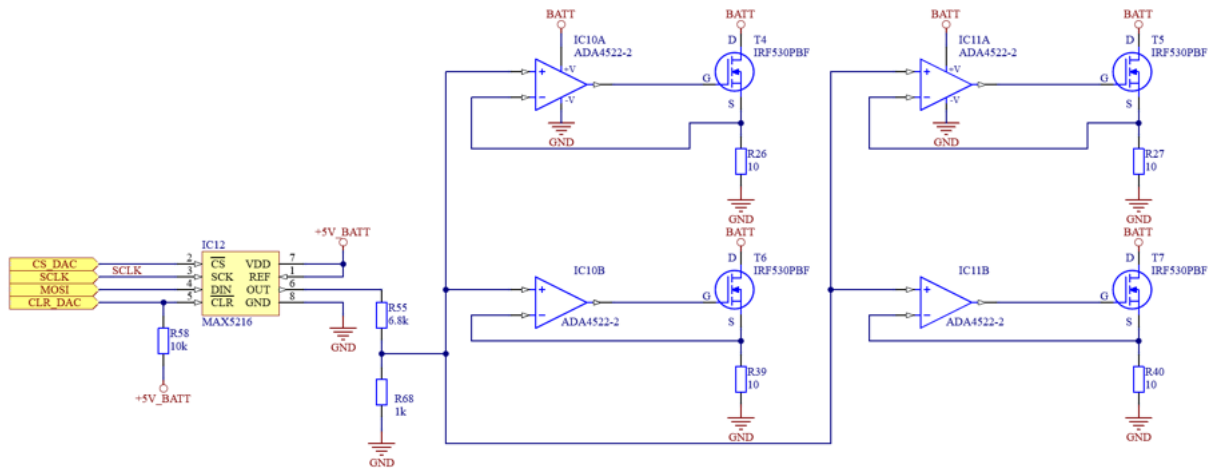 BATT
IC10A
ADA4522-2
+V
-V
GND
BATT
D
T4
IRF530PBF
G
S
R26
10
GND
BATT
IC11A
ADA4522-2
+V
-V
GND
BATT
D
T5
IRF530PBF
G
S
R27
10
GND
CS_DAC
SCLK
MOSI
CLR_DAC
SCLK
2
3
4
5
IC12
CS
SCK
DIN
CLR
VDD
REF
OUT
GND
MAX5216
7
1
6
8
+5V_BATT
GND
R58
10k
+5V_BATT
R55
6.8k
R68
1k
GND
IC10B
ADA4522-2
BATT
D
T6
IRF530PBF
G
S
R39
10
GND
IC11B
ADA4522-2
BATT
D
T7
IRF530PBF
G
S
R40
10
GND